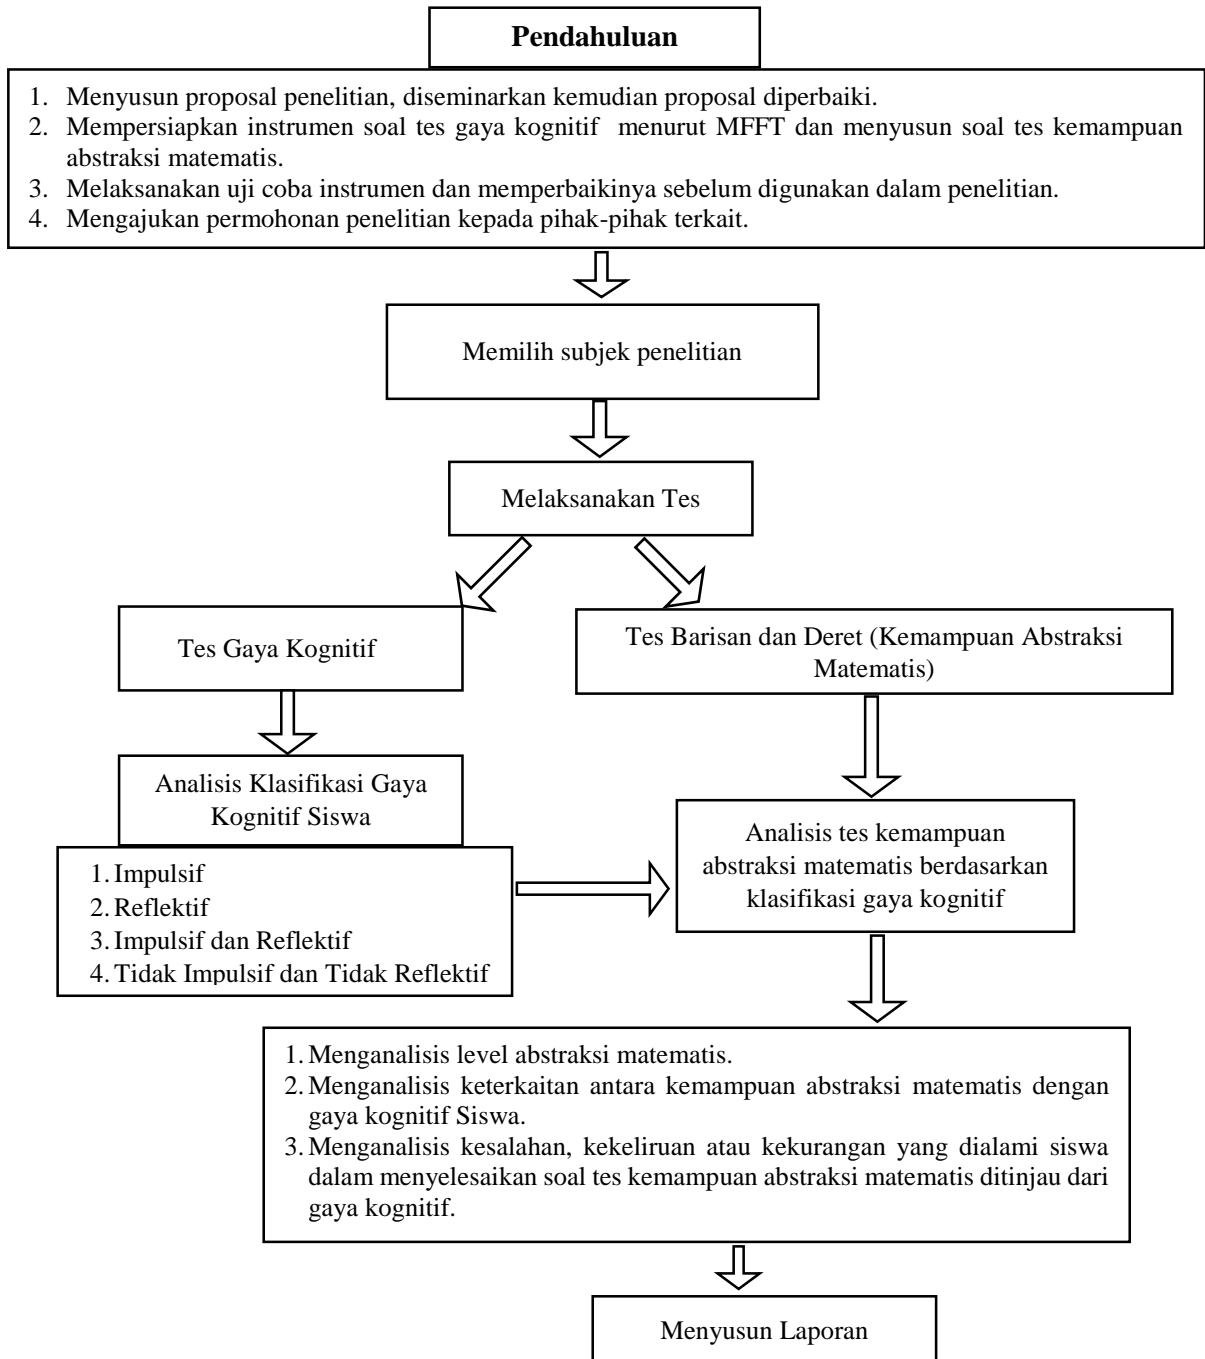 Pendahuluan
1. Menyusun proposal penelitian, diseminarkan kemudian proposal diperbaiki.
2. Mempersiapkan instrumen soal tes gaya kognitif menurut MFFT dan menyusun soal tes kemampuan
abstraksi matematis.
3. Melaksanakan uji coba instrumen dan memperbaikinya sebelum digunakan dalam penelitian.
4. Mengajukan permohonan penelitian kepada pihak-pihak terkait.
Memilih subjek penelitian
Melaksanakan Tes
Tes Gaya Kognitif
Tes Barisan dan Deret (Kemampuan Abstraksi
Matematis)
Analisis Klasifikasi Gaya
Kognitif Siswa
1. Impulsif
2. Reflektif
3. Impulsif dan Reflektif
4. Tidak Impulsif dan Tidak Reflektif
Analisis tes kemampuan
abstraksi matematis berdasarkan
klasifikasi gaya kognitif
1. Menganalisis level abstraksi matematis.
2. Menganalisis keterkaitan antara kemampuan abstraksi matematis dengan
gaya kognitif Siswa.
3. Menganalisis kesalahan, kekeliruan atau kekurangan yang dialami siswa
dalam menyelesaikan soal tes kemampuan abstraksi matematis ditinjau dari
gaya kognitif.
Menyusun Laporan